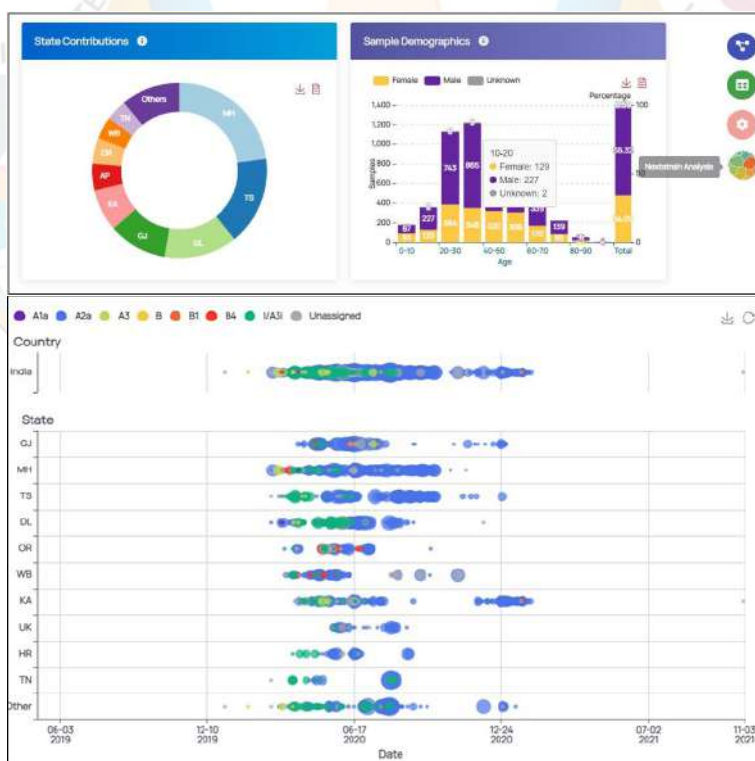 State Contributions
MH
TS
DL
GJ
KA
AP
OR
WB
TN
Others
Sample Demographics
Female Male Unknown
Percentage
Samples
1,400
1,200
1,000
800
600
400
200
0
100
0
743
865
227
139
10-20
Female: 129
Male: 227
Unknown: 2
0-10 20-30 40-50 60-70 80-90 Total
Age
Nextstrain Analysis
A1a A2a A3 B B1 B4 I/A3i Unassigned
Country
India
State
GJ
MH
TS
DL
OR
WB
KA
UK
HR
TN
Other
06-03 12-10 06-17 12-24 07-02 11-03
2019 2019 2020 2020 2021 2021
Date